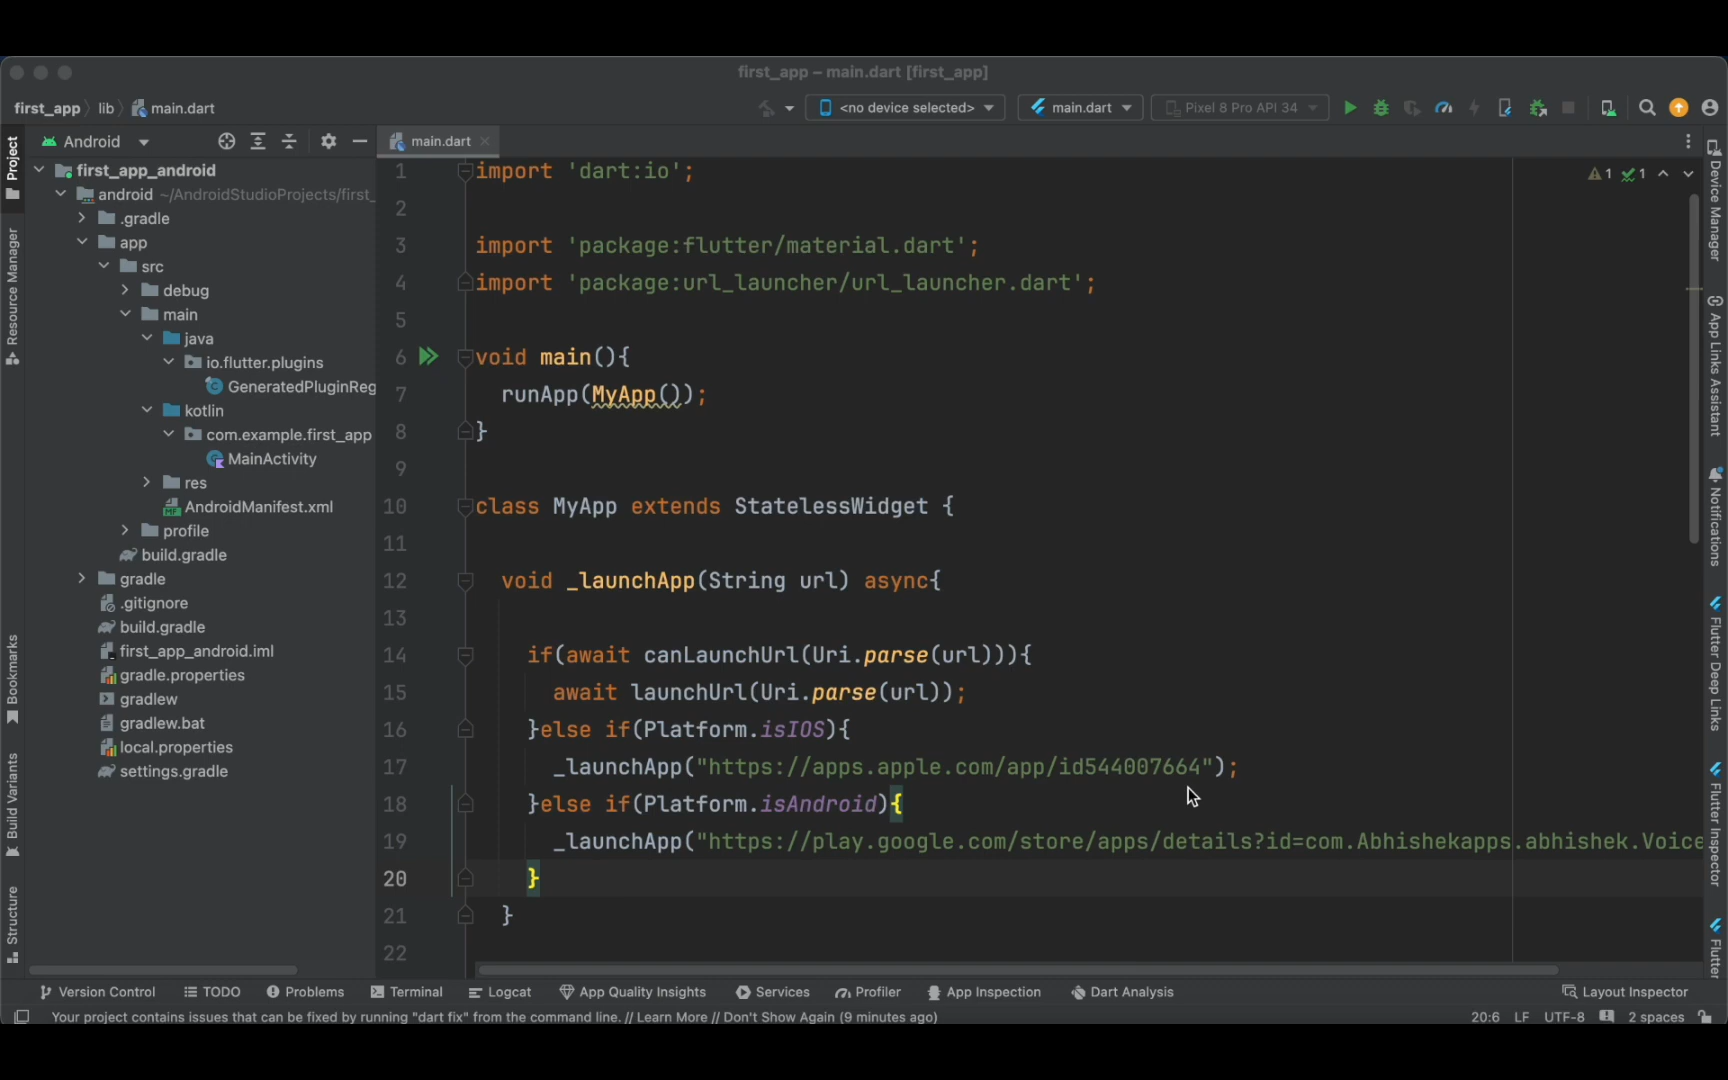 first_app – main.dart [first_app]
first_app lib main.dart <no device selected> main.dart Pixel 8 Pro API 34
Project
Resource Manager
Bookmarks
Build Variants
Structure
Android
first_app_android
android ~/AndroidStudioProjects/first_
.gradle
app
src
debug
main
java
io.flutter.plugins
GeneratedPluginReg
kotlin
com.example.first_app
MainActivity
res
AndroidManifest.xml
profile
build.gradle
gradle
.gitignore
build.gradle
first_app_android.iml
gradle.properties
gradlew
gradlew.bat
local.properties
settings.gradle
main.dart
1 1
1 import 'dart:io';
2
3 import 'package:flutter/material.dart';
4 import 'package:url_launcher/url_launcher.dart';
5
6 void main(){
7 runApp(MyApp());
8 }
9
10 class MyApp extends StatelessWidget {
11
12 void _launchApp(String url) async{
13
14 if(await canLaunchUrl(Uri.parse(url))){
15 await launchUrl(Uri.parse(url));
16 }else if(Platform.isIOS){
17 _launchApp("https://apps.apple.com/app/id544007664");
18 }else if(Platform.isAndroid){
19 _launchApp("https://play.google.com/store/apps/details?id=com.Abhishekapps.abhishek.Voice
20 }
21 }
22
Device Manager
App Links Assistant
Notifications
Flutter Deep Links
Flutter Inspector
Flutter
Version Control TODO Problems Terminal Logcat App Quality Insights Services Profiler App Inspection Dart Analysis Layout Inspector
Your project contains issues that can be fixed by running "dart fix" from the command line. // Learn More // Don't Show Again (9 minutes ago) 20:6 LF UTF-8 2 spaces